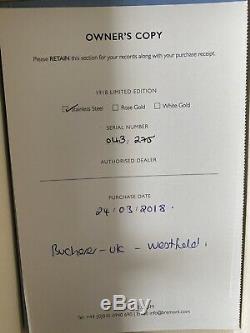 OWNER'S COPY
Please RETAIN this section for your records along with your purchase receipt.
1918 LIMITED EDITION
Stainless Steel Rose Gold White Gold
SERIAL NUMBER
043, 275
AUTHORISED DEALER
PURCHASE DATE
24/03/2018.
Bucherer-UK-Westfield.